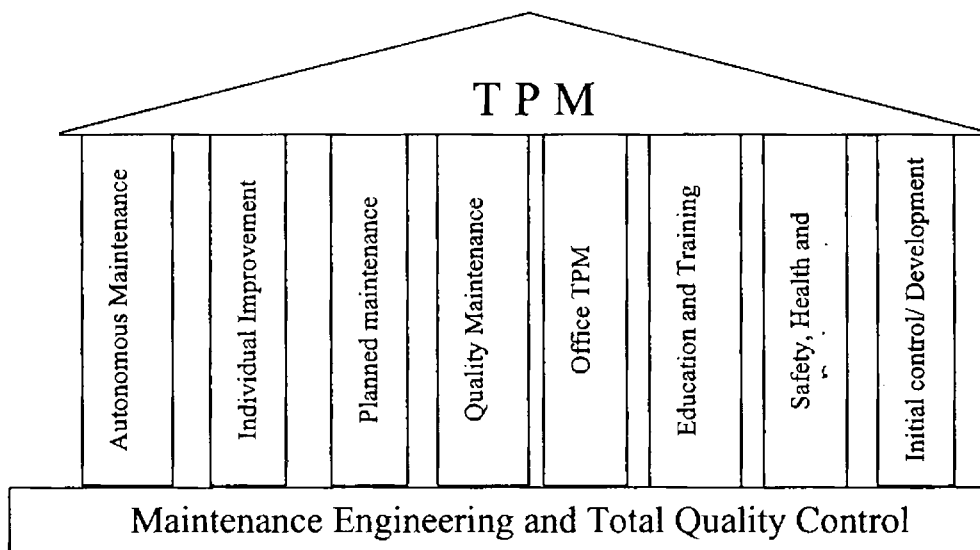 T P M
Autonomous Maintenance
Individual Improvement
Planned maintenance
Quality Maintenance
Office TPM
Education and Training
Safety, Health and
Initial control/ Development
Maintenance Engineering and Total Quality Control